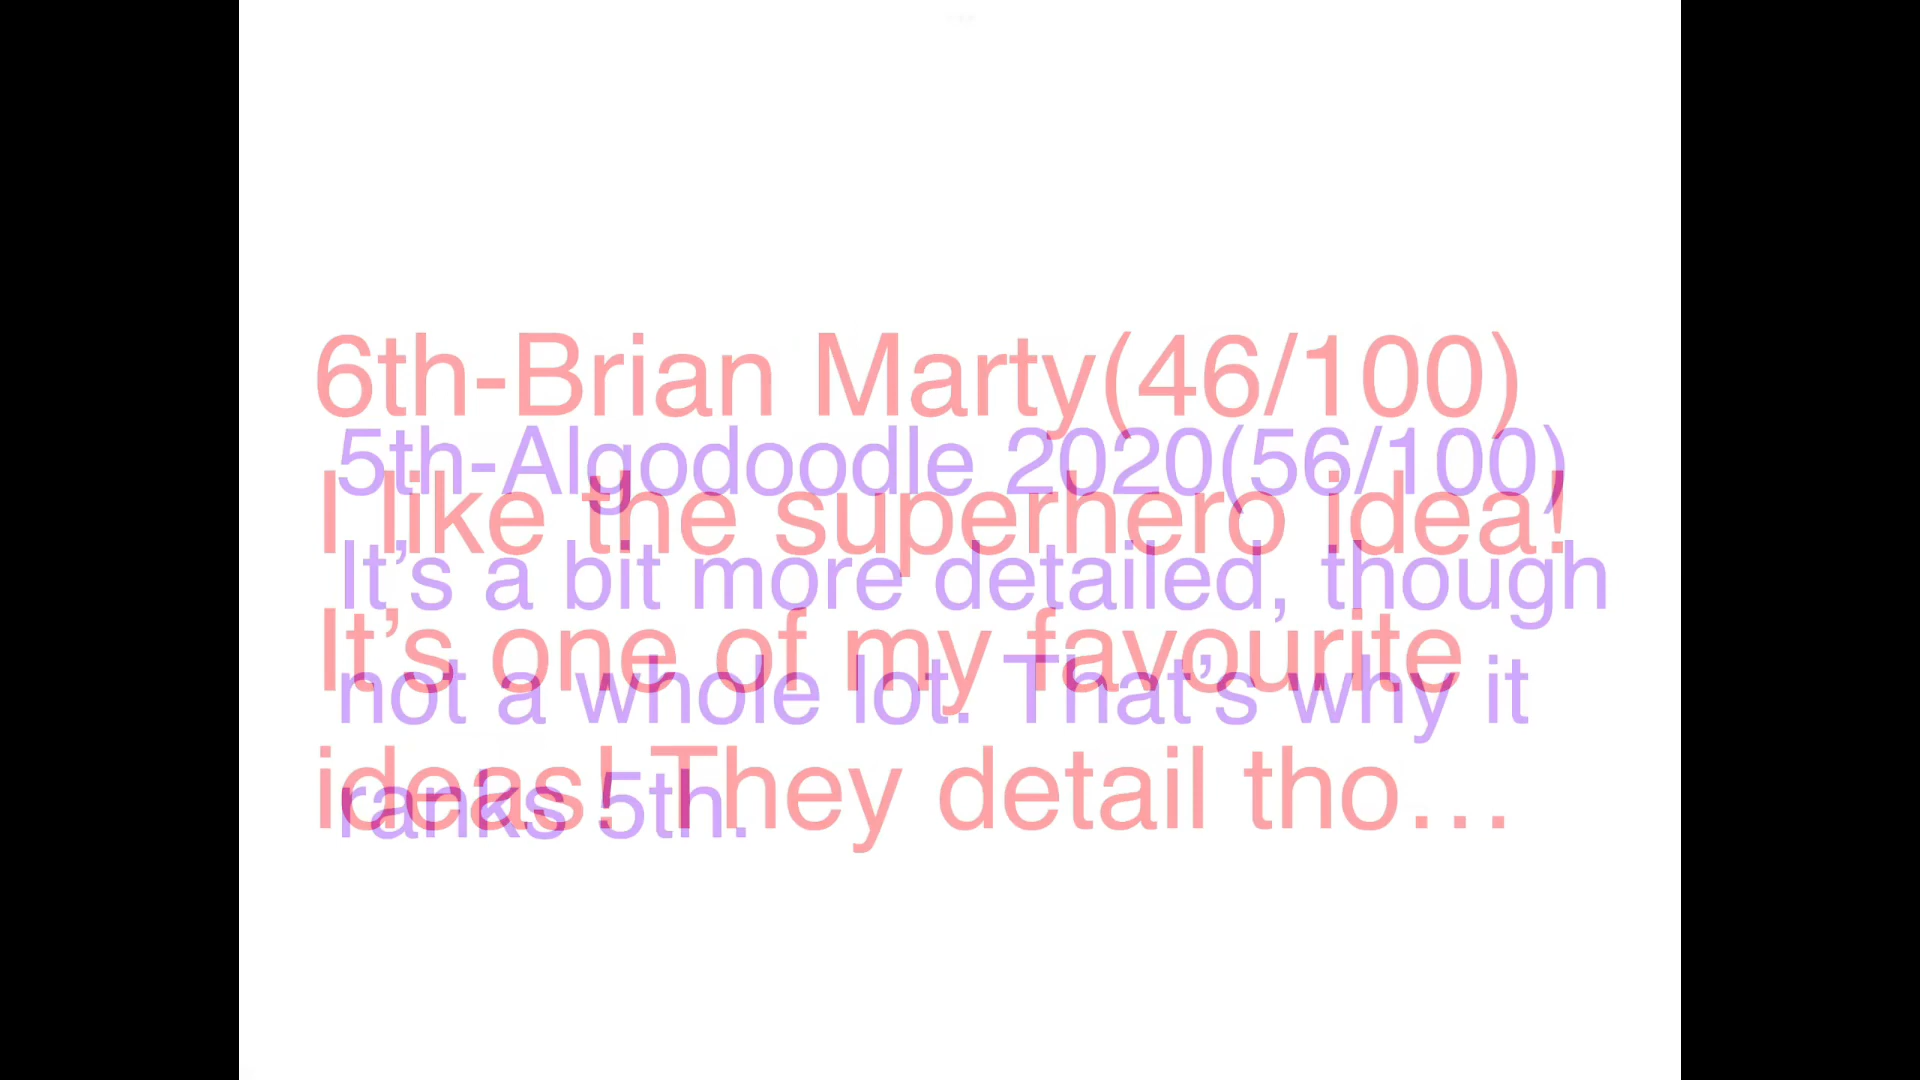 6th-Brian Marty(46/100)
I like the superhero idea!
It’s one of my favourite
ideas! They detail tho…
5th-Algodoodle 2020(56/100)
It’s a bit more detailed, though
not a whole lot. That’s why it
ranks 5th.